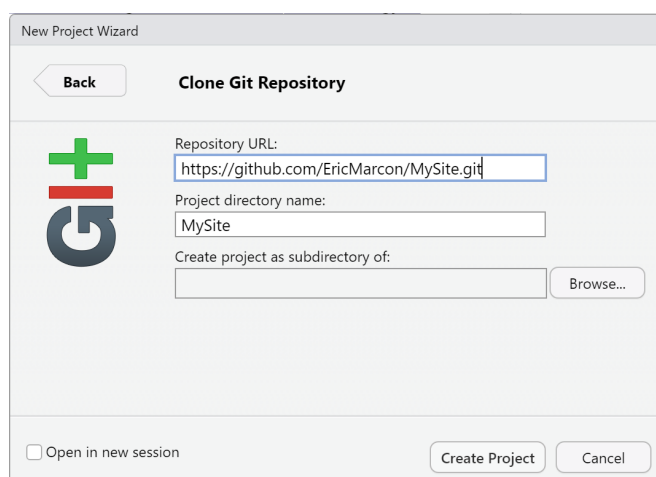 New Project Wizard
Back
Clone Git Repository
Git
Repository URL:
https://github.com/EricMarcon/MySite.git
Project directory name:
MySite
Create project as subdirectory of:
Browse...
Open in new session
Create Project
Cancel